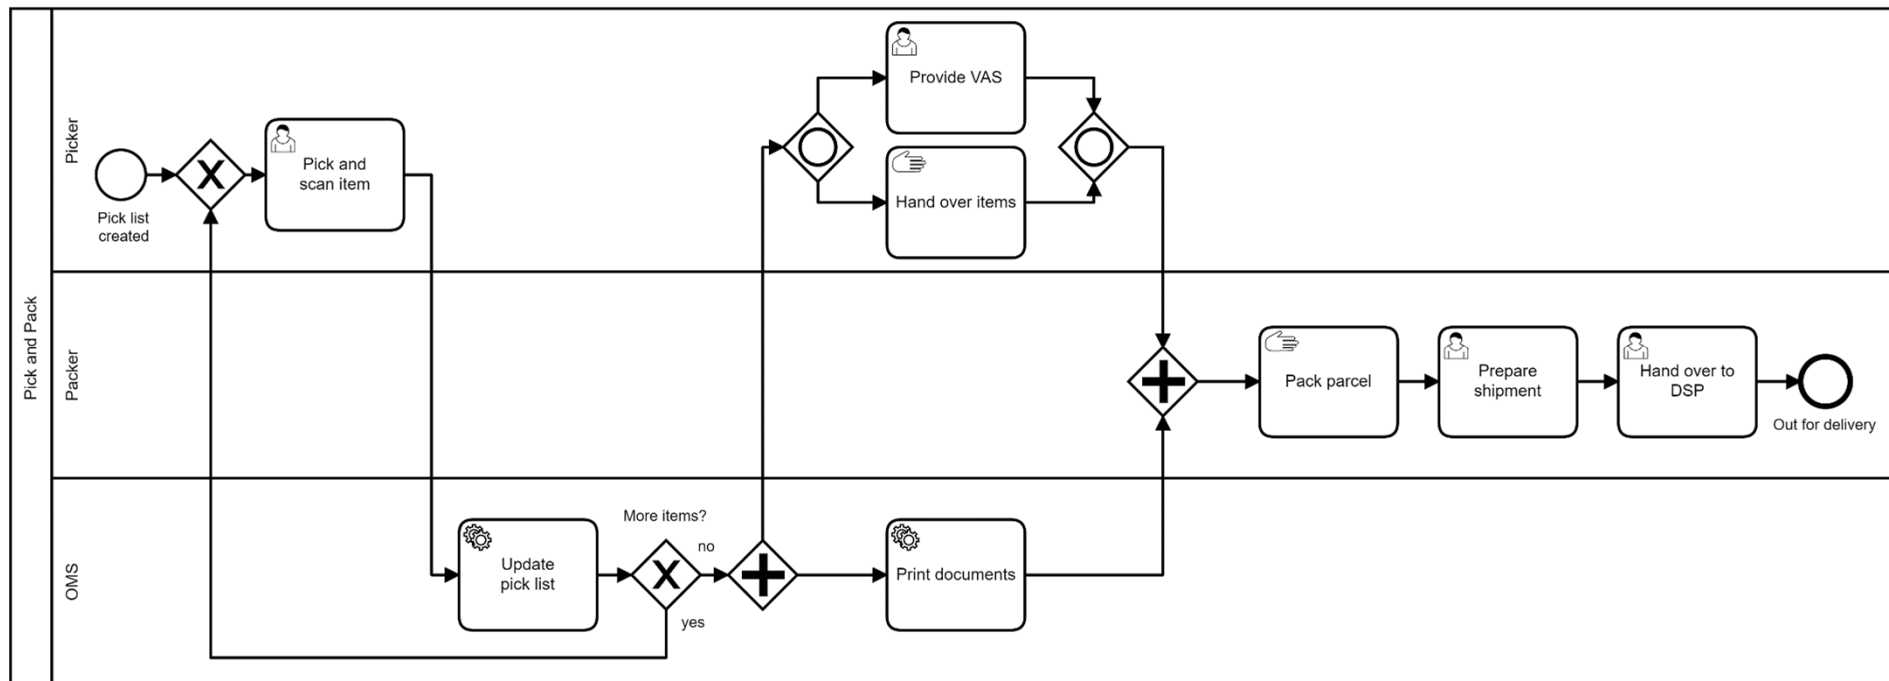 Pick and Pack
Picker
Pick list
created
Pick and
scan item
Provide VAS
Hand over items
Packer
Pack parcel
Prepare
shipment
Hand over to
DSP
Out for delivery
OMS
Update
pick list
More items?
no
yes
Print documents